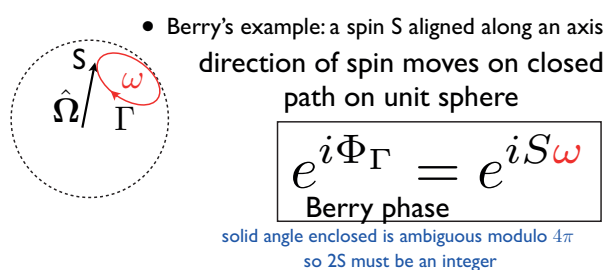 • Berry's example: a spin S aligned along an axis
direction of spin moves on closed
path on unit sphere
S
ω
Ω̂
Γ
e^{iΦ_Γ} = e^{iSω}
Berry phase
solid angle enclosed is ambiguous modulo 4π
so 2S must be an integer